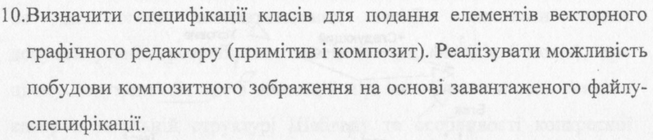 10.Визначити специфікації класів для подання елементів векторного
графічного редактору (примітив і композит). Реалізувати можливість
побудови композитного зображення на основі завантаженого файлу-
специфікації.